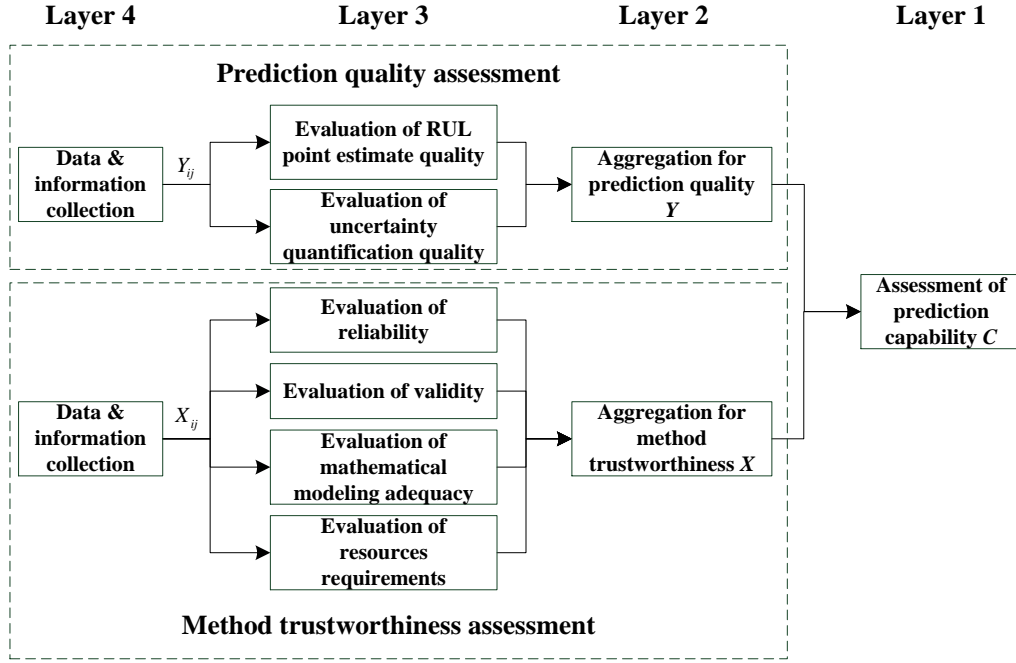 Layer 4
Layer 3
Layer 2
Layer 1
Prediction quality assessment
Data &
information
collection
Y_ij
Evaluation of RUL
point estimate quality
Evaluation of
uncertainty
quantification quality
Aggregation for
prediction quality
Y
Assessment of
prediction
capability C
Data &
information
collection
X_ij
Evaluation of
reliability
Evaluation of validity
Evaluation of
mathematical
modeling adequacy
Evaluation of
resources
requirements
Aggregation for
method
trustworthiness X
Method trustworthiness assessment